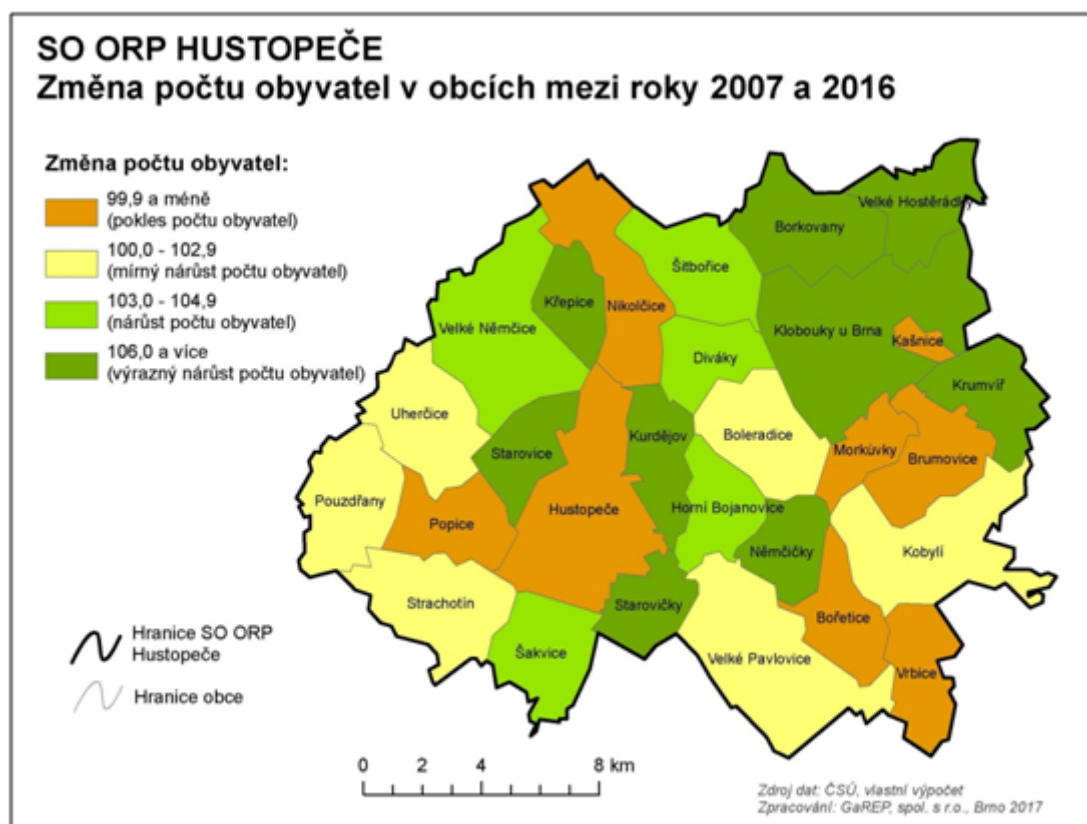 SO ORP HUSTOPEČE
Změna počtu obyvatel v obcích mezi roky 2007 a 2016
Změna počtu obyvatel:
99,9 a méně
(pokles počtu obyvatel)
100,0 - 102,9
(mírný nárůst počtu obyvatel)
103,0 - 104,9
(nárůst počtu obyvatel)
106,0 a více
(výrazný nárůst počtu obyvatel)
Velké Hostěrádky
Borkovany
Šitbořice
Křepice
Nikolčice
Velké Němčice
Klobouky u Brna
Kašnice
Diváky
Krumvíř
Uherčice
Kurdějov
Boleradice
Starovice
Morkůvky
Brumovice
Pouzdřany
Popice
Hustopeče
Horní Bojanovice
Němčičky
Kobylí
Strachotín
Starovičky
Bořetice
Šakvice
Velké Pavlovice
Vrbice
Hranice SO ORP
Hustopeče
Hranice obce
0 2 4 8 km
Zdroj dat: ČSÚ, vlastní výpočet
Zpracování: GaREP, spol. s r.o., Brno 2017